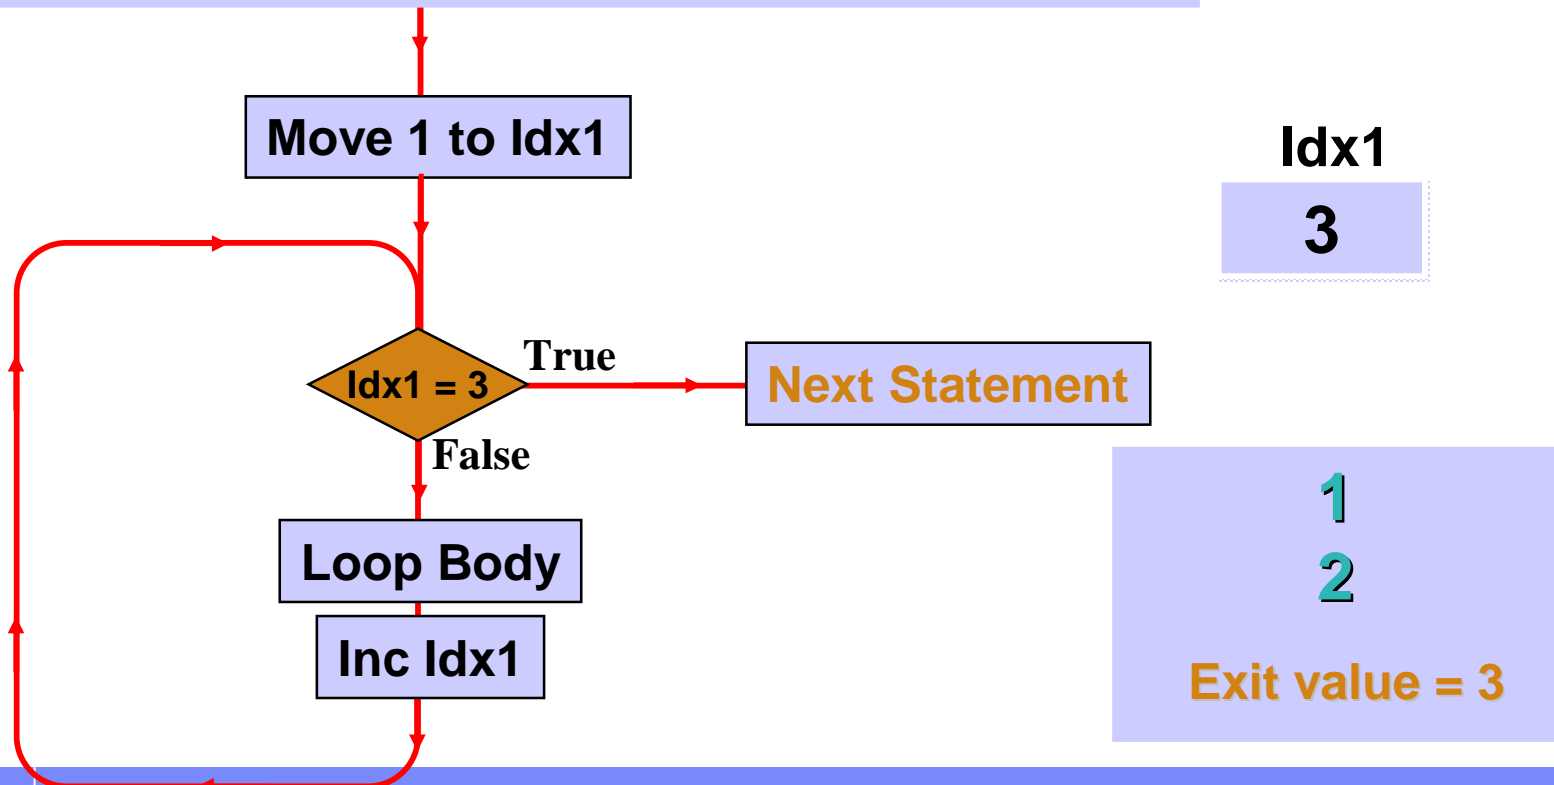 Move 1 to Idx1
Idx1
3
Idx1 = 3
True
Next Statement
False
Loop Body
Inc Idx1
1
2
Exit value = 3